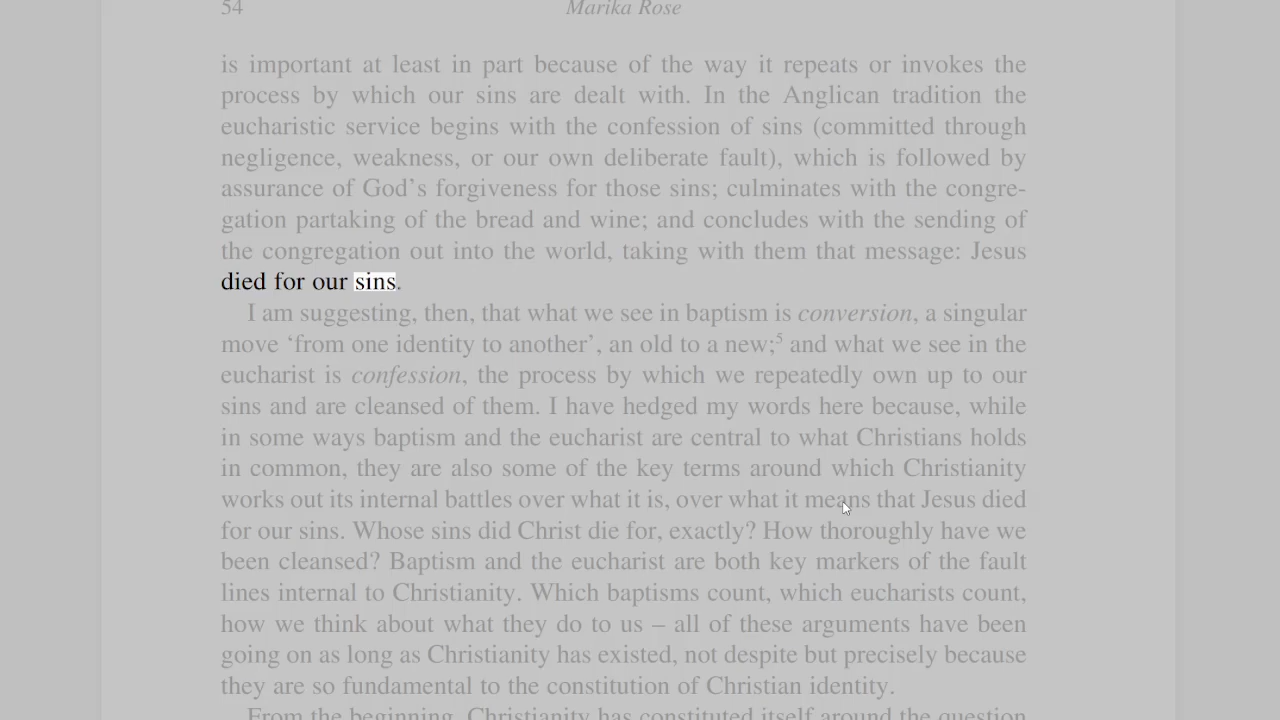 54 Marika Rose
is important at least in part because of the way it repeats or invokes the
process by which our sins are dealt with. In the Anglican tradition the
eucharistic service begins with the confession of sins (committed through
negligence, weakness, or our own deliberate fault), which is followed by
assurance of God’s forgiveness for those sins; culminates with the congre-
gation partaking of the bread and wine; and concludes with the sending of
the congregation out into the world, taking with them that message: Jesus
died for our sins.
I am suggesting, then, that what we see in baptism is conversion, a singular
move ‘from one identity to another’, an old to a new;⁵ and what we see in the
eucharist is confession, the process by which we repeatedly own up to our
sins and are cleansed of them. I have hedged my words here because, while
in some ways baptism and the eucharist are central to what Christians holds
in common, they are also some of the key terms around which Christianity
works out its internal battles over what it is, over what it means that Jesus died
for our sins. Whose sins did Christ die for, exactly? How thoroughly have we
been cleansed? Baptism and the eucharist are both key markers of the fault
lines internal to Christianity. Which baptisms count, which eucharists count,
how we think about what they do to us – all of these arguments have been
going on as long as Christianity has existed, not despite but precisely because
they are so fundamental to the constitution of Christian identity.
From the beginning, Christianity has constituted itself around the question